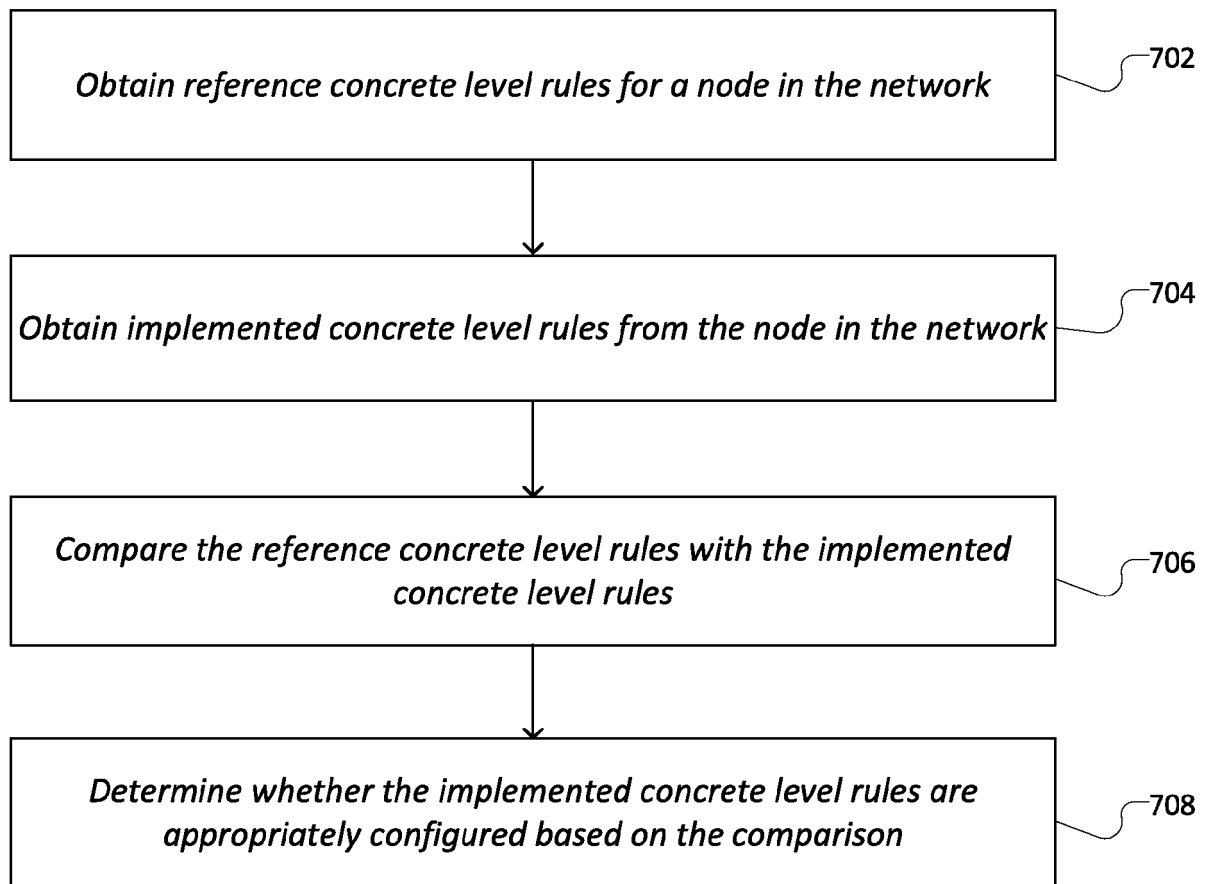 Obtain reference concrete level rules for a node in the network
702
Obtain implemented concrete level rules from the node in the network
704
Compare the reference concrete level rules with the implemented
concrete level rules
706
Determine whether the implemented concrete level rules are
appropriately configured based on the comparison
708